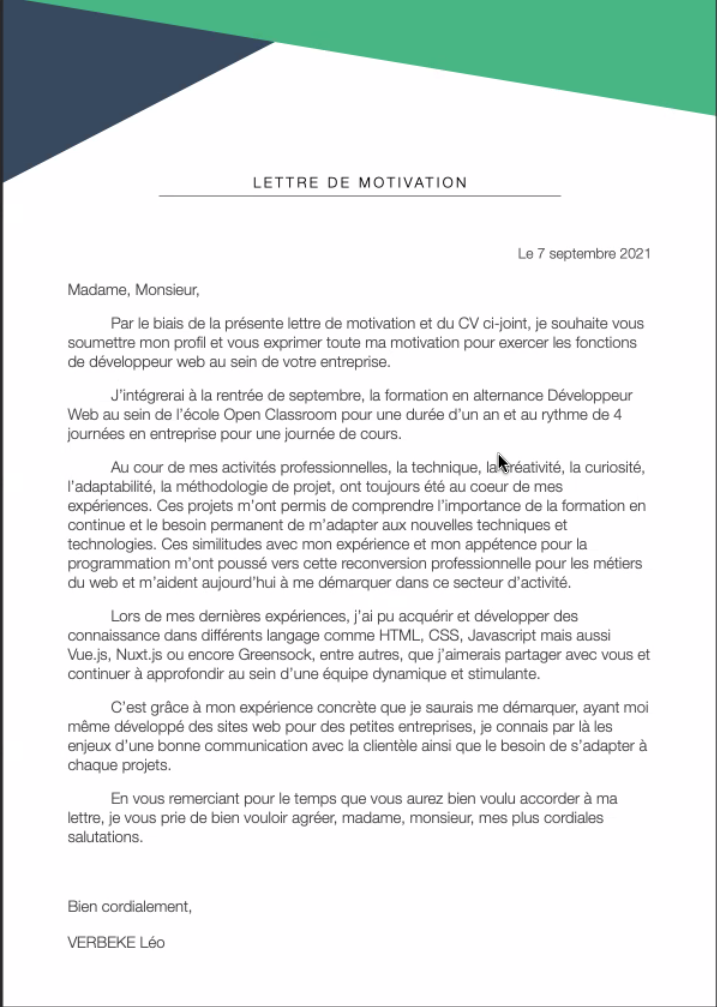 LETTRE DE MOTIVATION
Le 7 septembre 2021
Madame, Monsieur,
Par le biais de la présente lettre de motivation et du CV ci-joint, je souhaite vous
soumettre mon profil et vous exprimer toute ma motivation pour exercer les fonctions
de développeur web au sein de votre entreprise.
J'intégrerai à la rentrée de septembre, la formation en alternance Développeur
Web au sein de l'école Open Classroom pour une durée d'un an et au rythme de 4
journées en entreprise pour une journée de cours.
Au cour de mes activités professionnelles, la technique, la créativité, la curiosité,
l'adaptabilité, la méthodologie de projet, ont toujours été au coeur de mes
expériences. Ces projets m'ont permis de comprendre l'importance de la formation en
continue et le besoin permanent de m'adapter aux nouvelles techniques et
technologies. Ces similitudes avec mon expérience et mon appétence pour la
programmation m'ont poussé vers cette reconversion professionnelle pour les métiers
du web et m'aident aujourd'hui à me démarquer dans ce secteur d'activité.
Lors de mes dernières expériences, j'ai pu acquérir et développer des
connaissance dans différents langage comme HTML, CSS, Javascript mais aussi
Vue.js, Nuxt.js ou encore Greensock, entre autres, que j'aimerais partager avec vous et
continuer à approfondir au sein d'une équipe dynamique et stimulante.
C'est grâce à mon expérience concrète que je saurais me démarquer, ayant moi
même développé des sites web pour des petites entreprises, je connais par là les
enjeux d'une bonne communication avec la clientèle ainsi que le besoin de s'adapter à
chaque projets.
En vous remerciant pour le temps que vous aurez bien voulu accorder à ma
lettre, je vous prie de bien vouloir agréer, madame, monsieur, mes plus cordiales
salutations.
Bien cordialement,
VERBEKE Léo